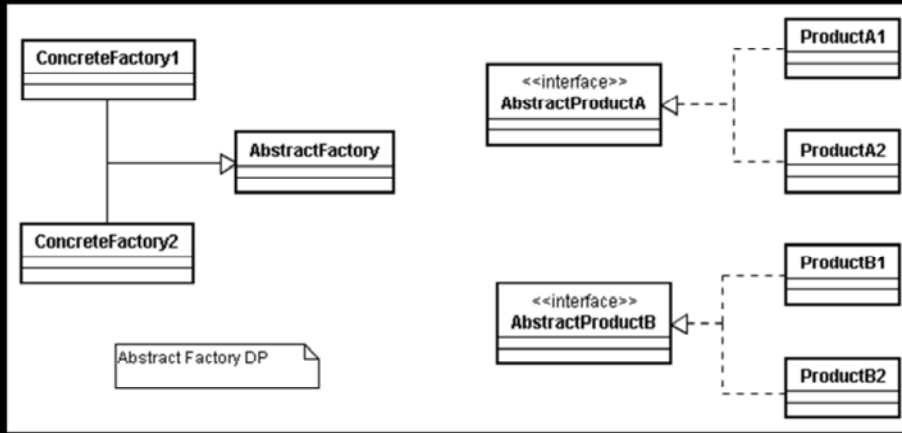 ConcreteFactory1
AbstractFactory
ConcreteFactory2
Abstract Factory DP
<<interface>>
AbstractProductA
ProductA1
ProductA2
<<interface>>
AbstractProductB
ProductB1
ProductB2